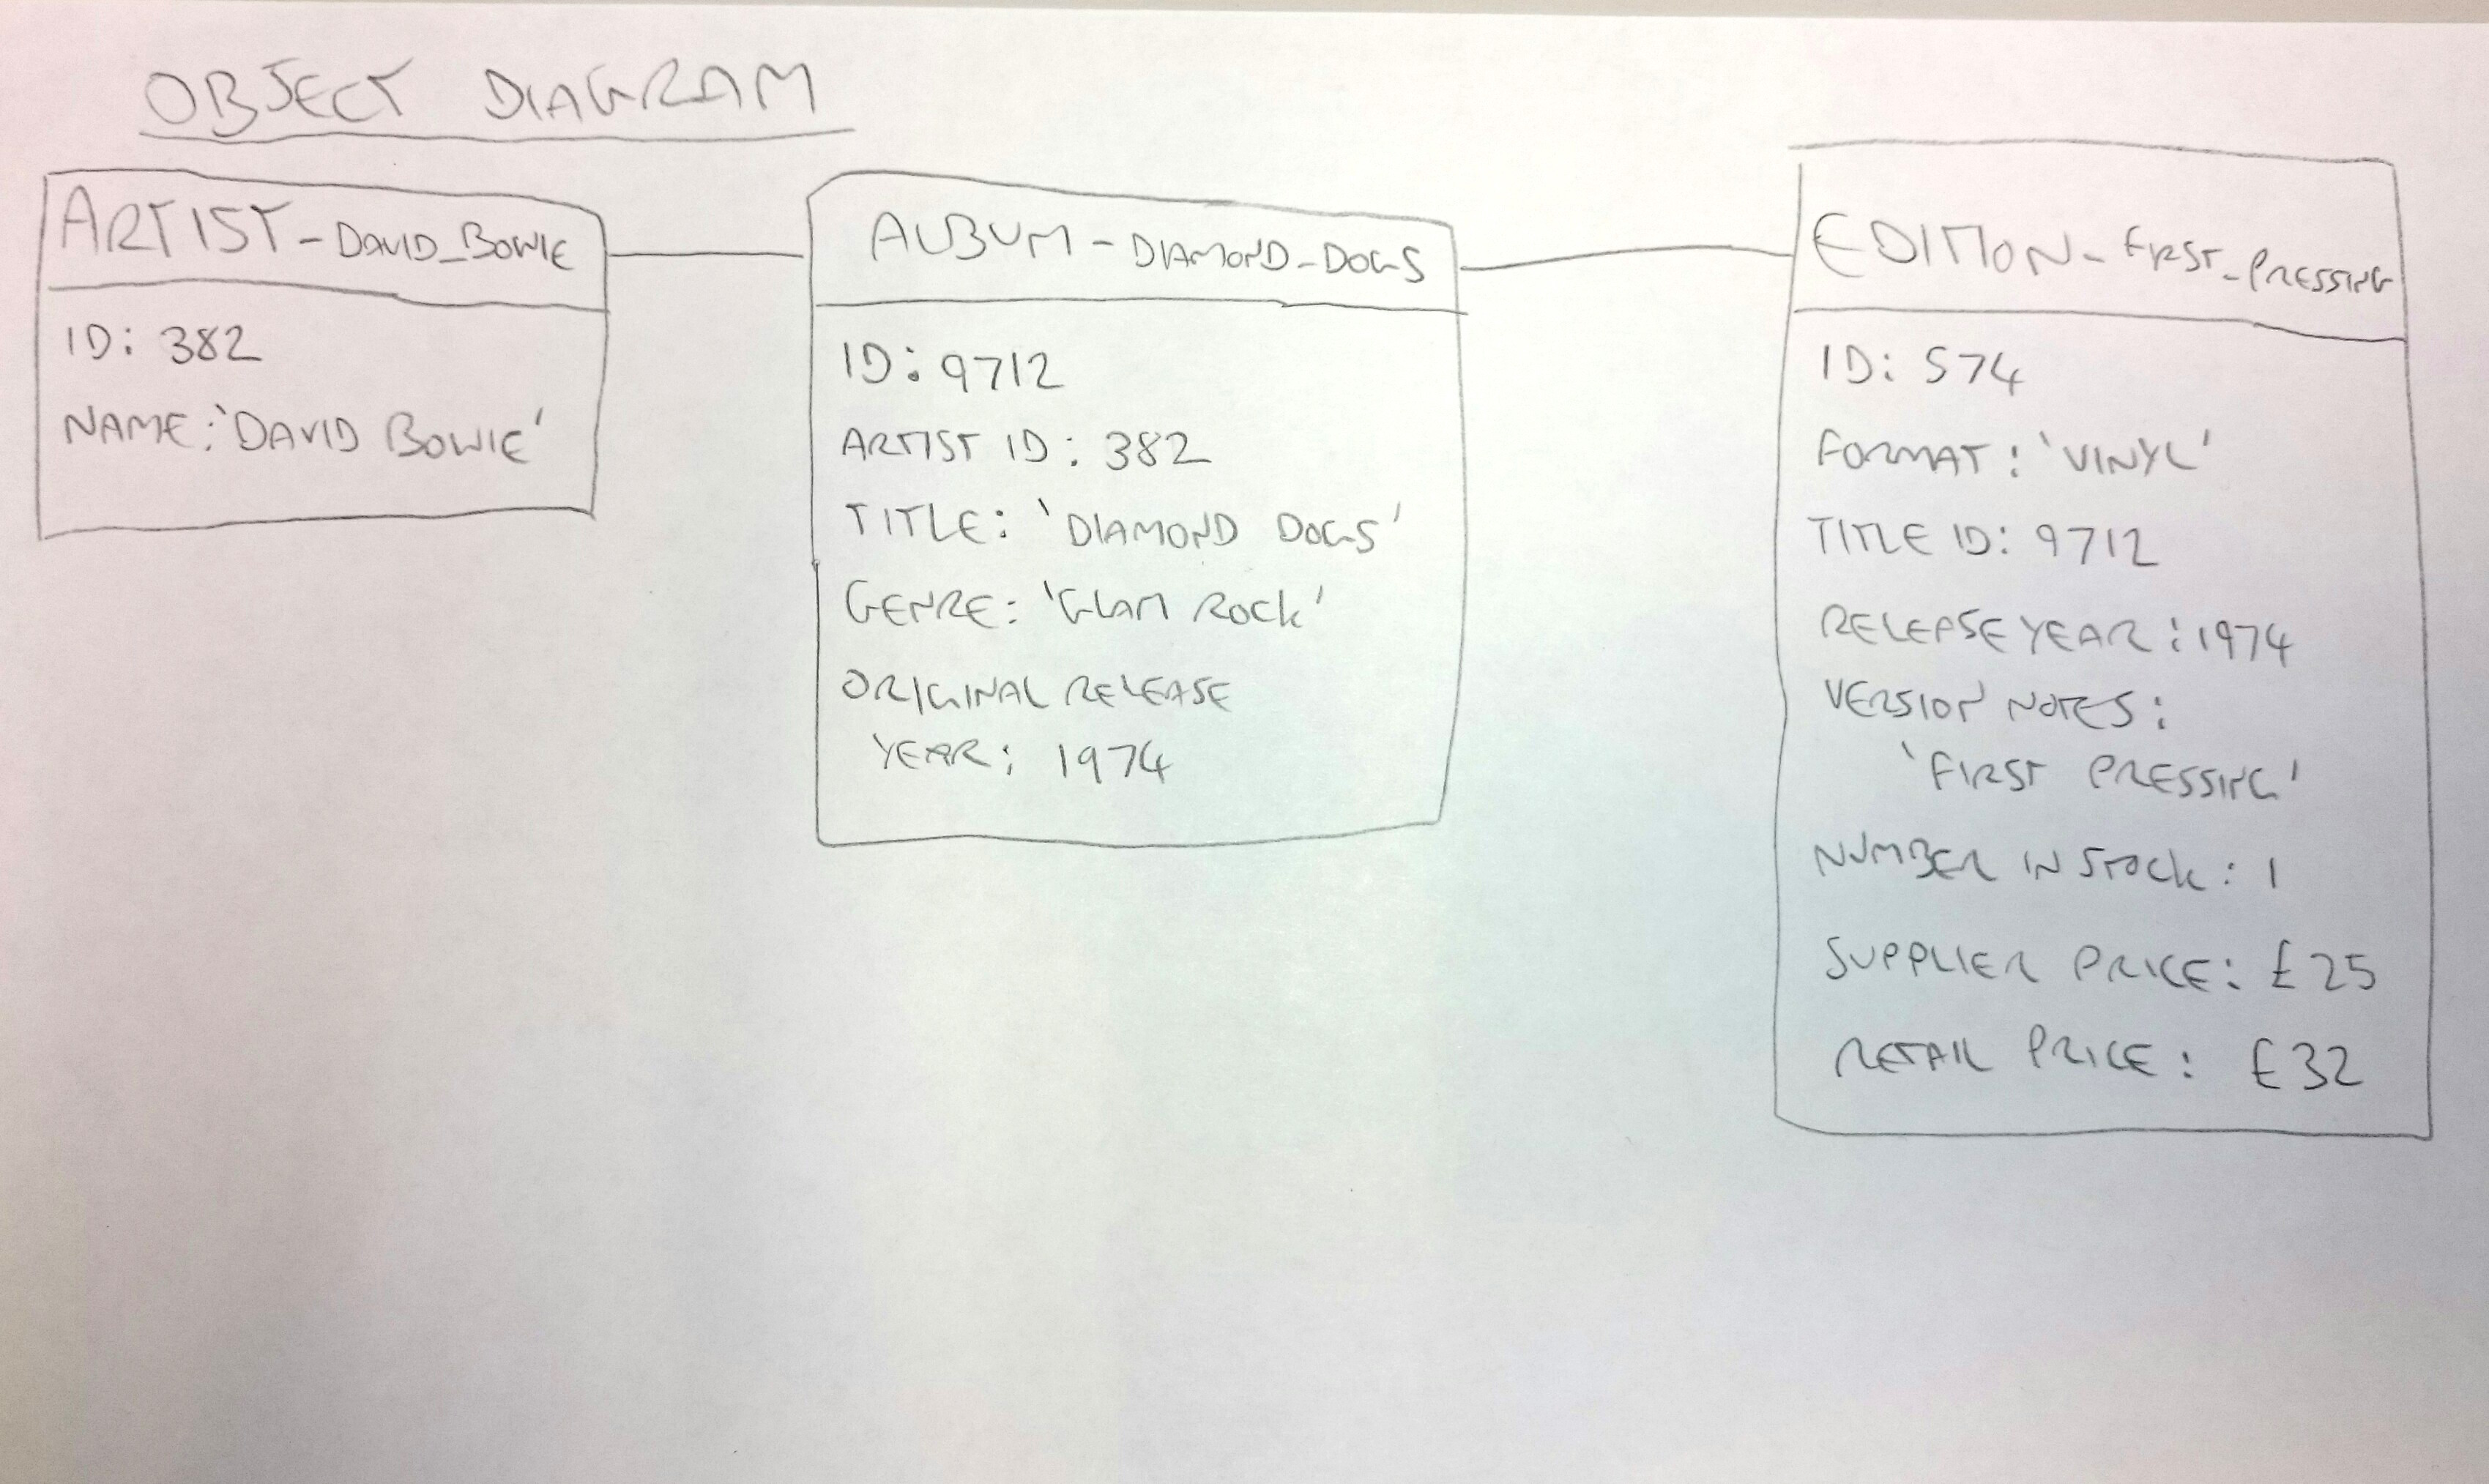 OBJECT DIAGRAM
ARTIST-DAVID_BOWIE
ID: 382
NAME: 'DAVID BOWIE'
ALBUM-DIAMOND_DOGS
ID: 9712
ARTIST ID: 382
TITLE: 'DIAMOND DOGS'
GENRE: 'GLAM ROCK'
ORIGINAL RELEASE
YEAR: 1974
EDITION-FIRST_PRESSING
ID: 574
FORMAT: 'VINYL'
TITLE ID: 9712
RELEASE YEAR: 1974
VERSION NOTES:
'FIRST PRESSING'
NUMBER IN STOCK: 1
SUPPLIER PRICE: £25
RETAIL PRICE: £32